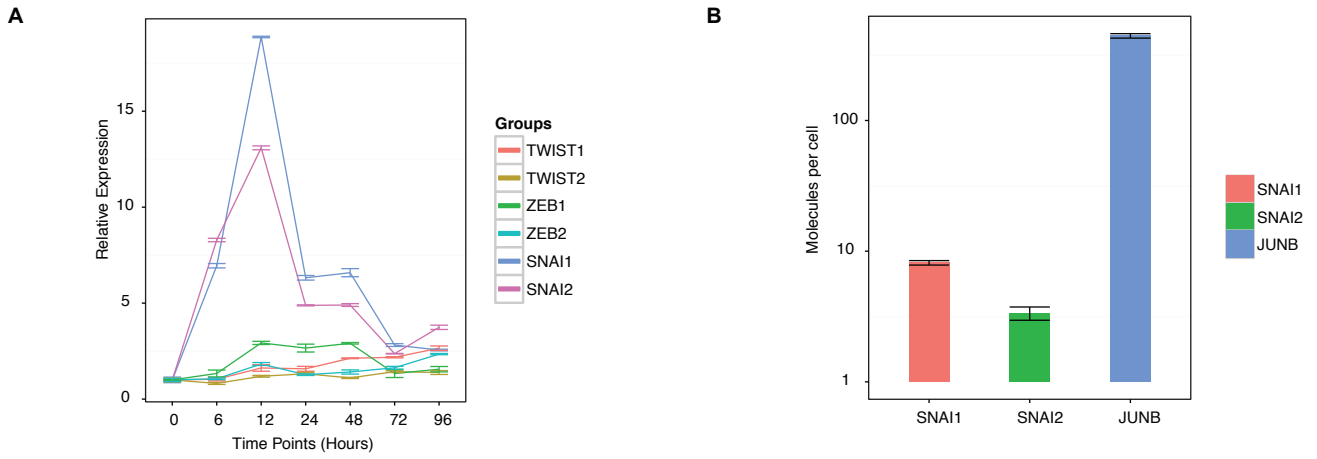 A
Relative Expression
15
10
5
0
0 6 12 24 48 72 96
Time Points (Hours)
Groups
TWIST1
TWIST2
ZEB1
ZEB2
SNAI1
SNAI2
B
Molecules per cell
100
10
1
SNAI1 SNAI2 JUNB
SNAI1
SNAI2
JUNB